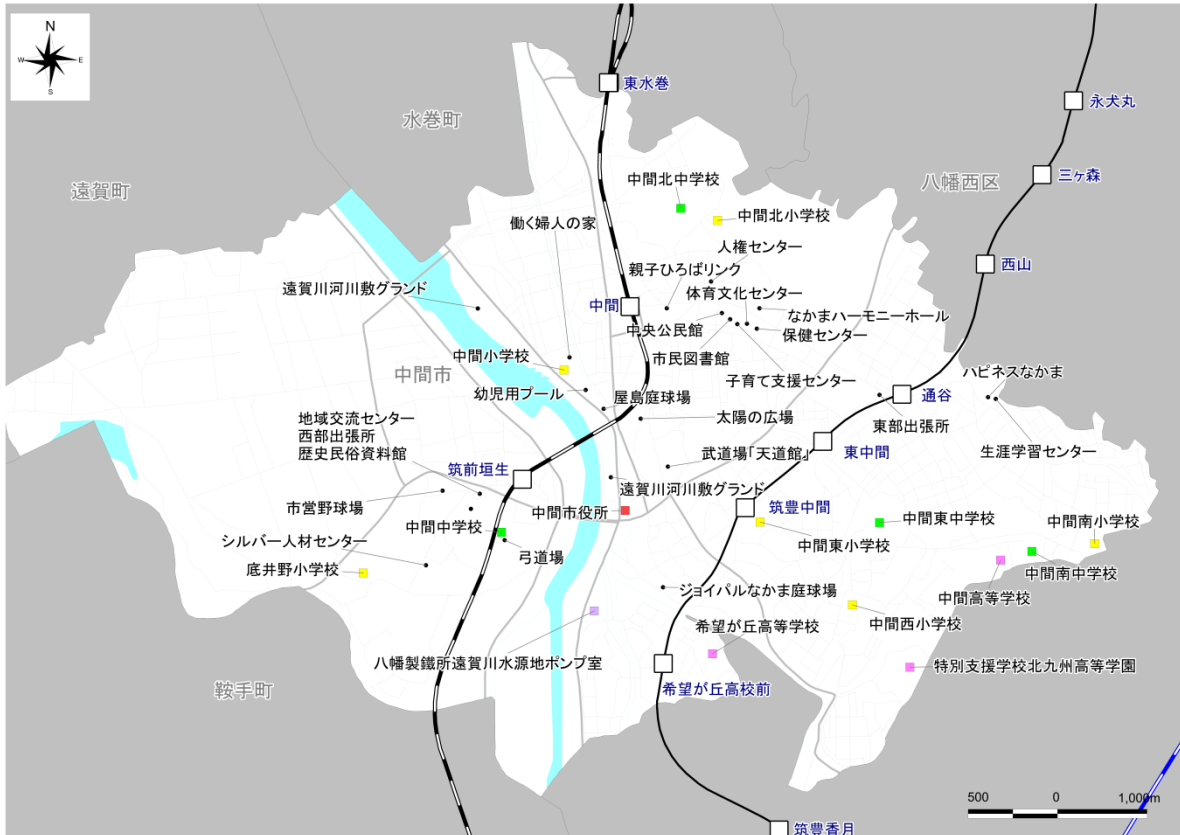 N
W
E
S
東水巻
永犬丸
水巻町
三ヶ森
遠賀町
八幡西区
中間北中学校
中間北小学校
働く婦人の家
人権センター
西山
親子ひろばリンク
遠賀川河川敷グランド
体育文化センター
中間
なかまハーモニーホール
中央公民館
保健センター
中間小学校
市民図書館
中間市
子育て支援センター
ハピネスなかま
幼児用プール
屋島庭球場
通谷
地域交流センター
西部出張所
歴史民俗資料館
太陽の広場
東部出張所
生涯学習センター
武道場「天道館」
東中間
筑前垣生
遠賀川河川敷グランド
市営野球場
筑豊中間
中間市役所
中間中学校
中間東中学校
中間南小学校
シルバー人材センター
弓道場
中間東小学校
底井野小学校
中間南中学校
ジョイパルなかま庭球場
中間高等学校
希望が丘高等学校
中間西小学校
八幡製鐵所遠賀川水源地ポンプ室
特別支援学校北九州高等学園
鞍手町
希望が丘高校前
500 0 1,000m
筑豊香月